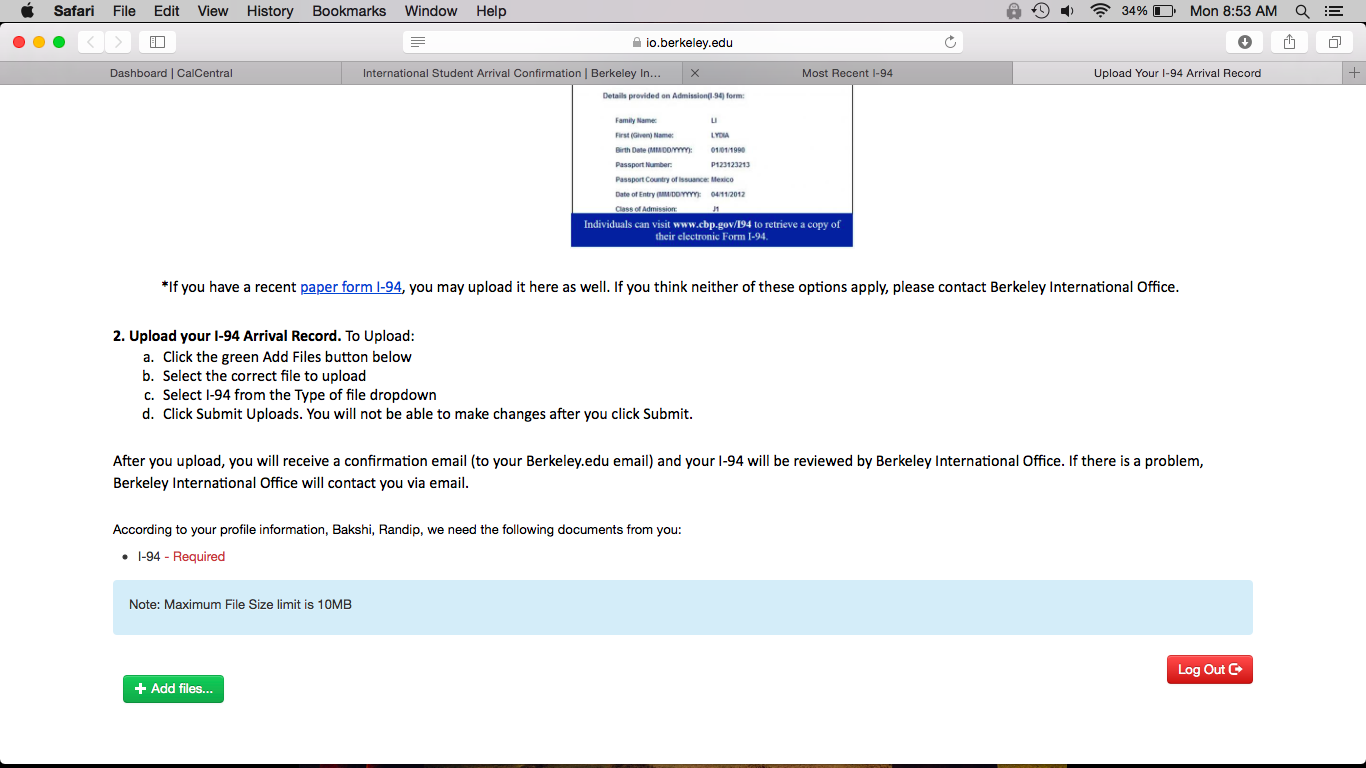 Safari File Edit View History Bookmarks Window Help 34% Mon 8:53 AM
io.berkeley.edu
Dashboard | CalCentral International Student Arrival Confirmation | Berkeley In... Most Recent I-94 Upload Your I-94 Arrival Record
Details provided on Admission(I-94) form:
Family Name: LI
First (Given) Name: LYDIA
Birth Date (MM/DD/YYYY): 01/01/1990
Passport Number: P123123213
Passport Country of Issuance: Mexico
Date of Entry (MM/DD/YYYY): 04/11/2012
Class of Admission: J1
Individuals can visit www.cbp.gov/I94 to retrieve a copy of
their electronic Form I-94.
*If you have a recent paper form I-94, you may upload it here as well. If you think neither of these options apply, please contact Berkeley International Office.
2. Upload your I-94 Arrival Record. To Upload:
a. Click the green Add Files button below
b. Select the correct file to upload
c. Select I-94 from the Type of file dropdown
d. Click Submit Uploads. You will not be able to make changes after you click Submit.
After you upload, you will receive a confirmation email (to your Berkeley.edu email) and your I-94 will be reviewed by Berkeley International Office. If there is a problem,
Berkeley International Office will contact you via email.
According to your profile information, Bakshi, Randip, we need the following documents from you:
• I-94 - Required
Note: Maximum File Size limit is 10MB
Log Out
+ Add files...